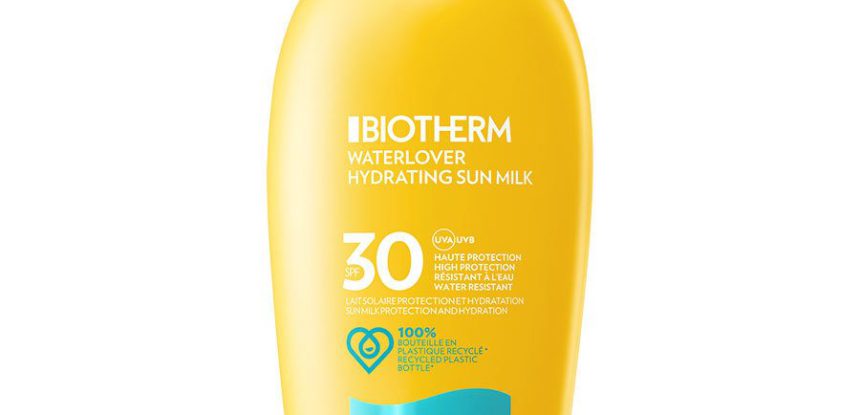 BIOTHERM
WATERLOVER
HYDRATING SUN MILK
SPF 30
UVA UVB
HAUTE PROTECTION
HIGH PROTECTION
RÉSISTANT À L'EAU
WATER RESISTANT
LAIT SOLAIRE PROTECTION ET HYDRATATION
SUN MILK PROTECTION AND HYDRATION
100%
BOUTEILLE EN
PLASTIQUE RECYCLÉ*
RECYCLED PLASTIC
BOTTLE*